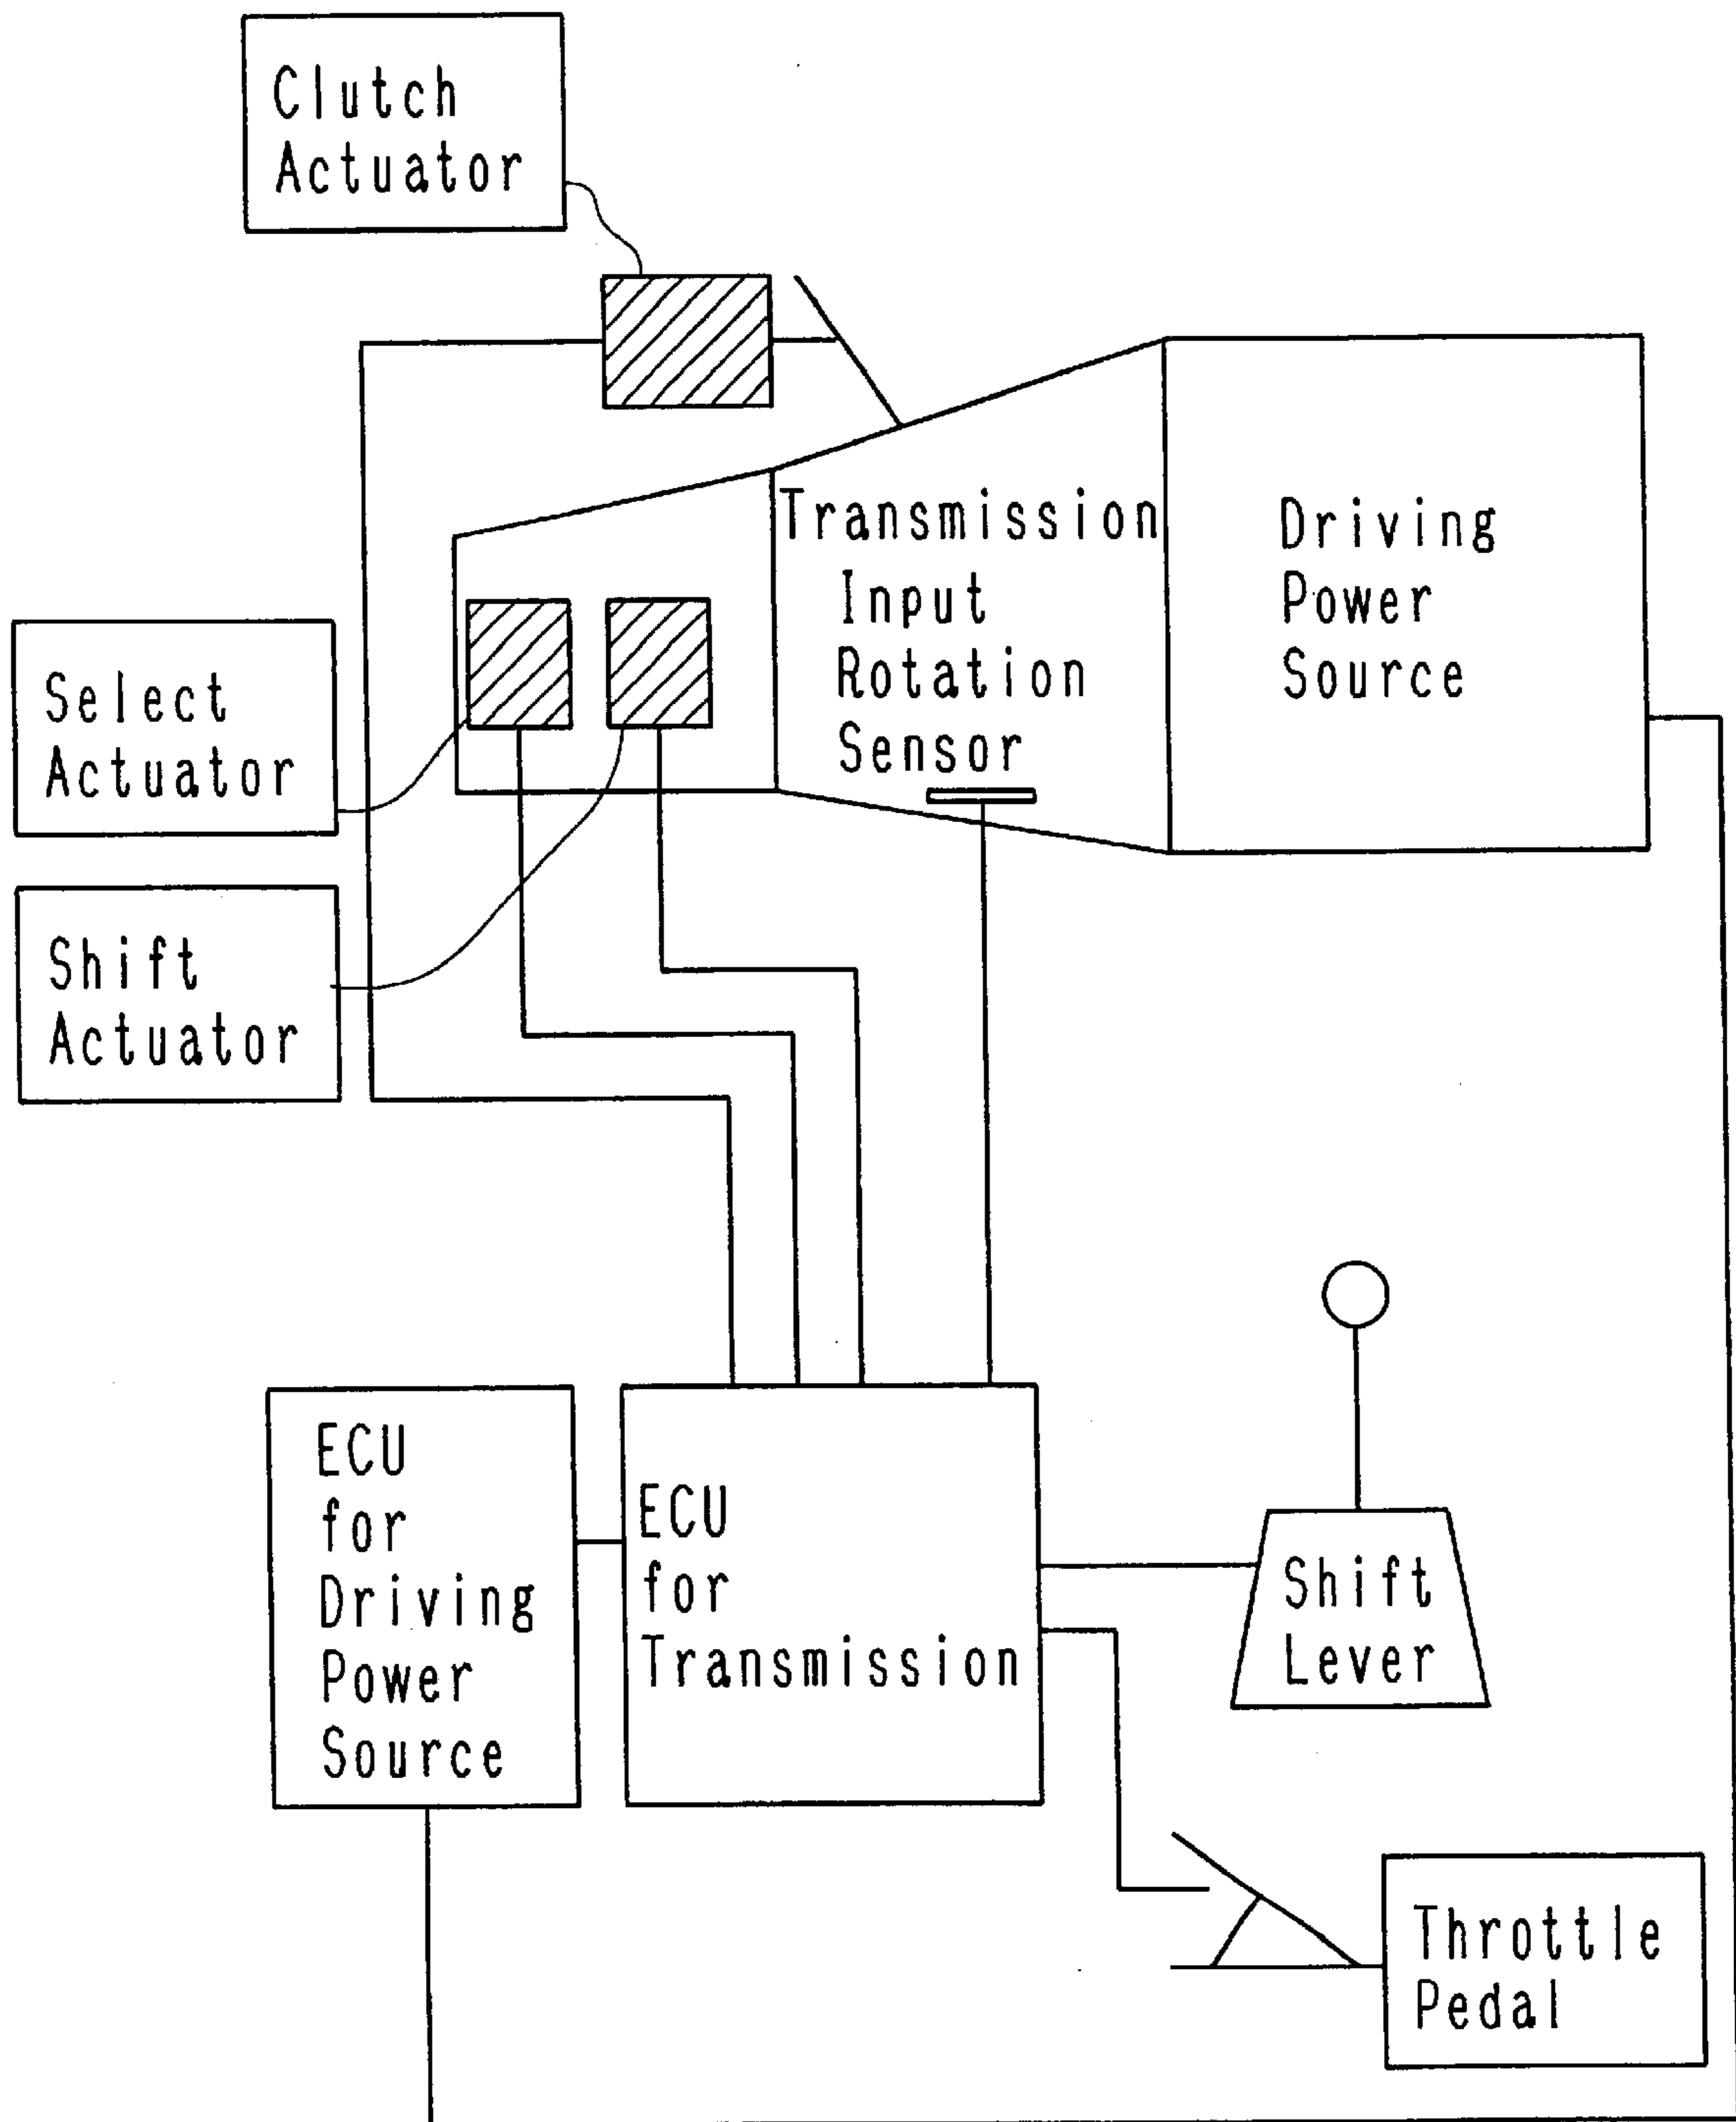 Clutch
Actuator
Transmission
Input
Rotation
Sensor
Driving
Power
Source
Select
Actuator
Shift
Actuator
ECU
for
Driving
Power
Source
ECU
for
Transmission
Shift
Lever
Throttle
Pedal